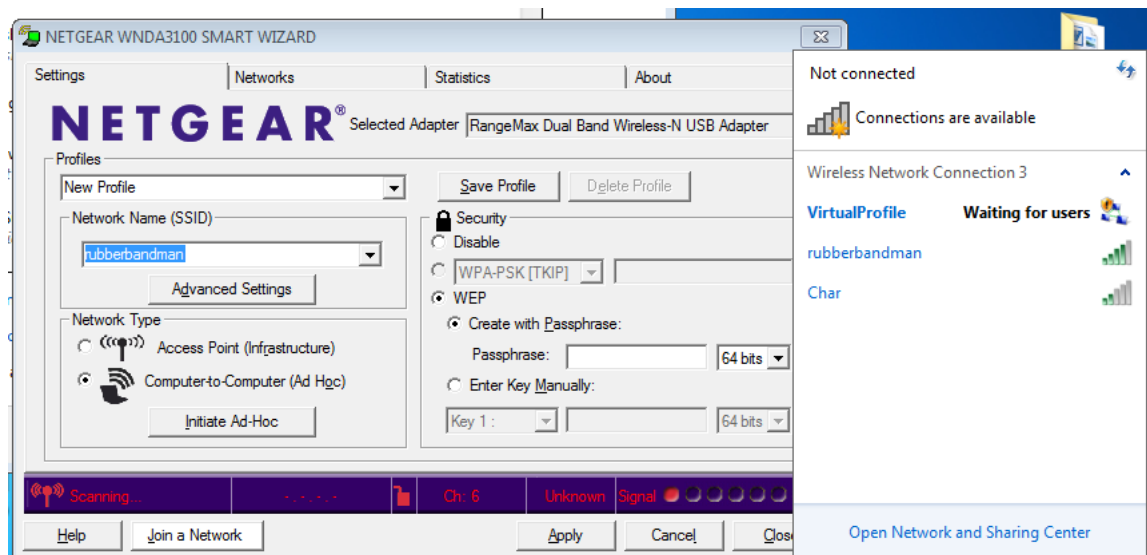 NETGEAR WNDA3100 SMART WIZARD
Settings
Networks
Statistics
About
NETGEAR®
Selected Adapter
RangeMax Dual Band Wireless-N USB Adapter
Profiles
New Profile
Save Profile
Delete Profile
Network Name (SSID)
rubberbandman
Advanced Settings
Network Type
Access Point (Infrastructure)
Computer-to-Computer (Ad Hoc)
Initiate Ad-Hoc
Security
Disable
WPA-PSK [TKIP]
WEP
Create with Passphrase:
Passphrase:
64 bits
Enter Key Manually:
Key 1 :
64 bits
Scanning...
-.-.-.-
Ch: 6
Unknown
Signal
Help
Join a Network
Apply
Cancel
Close
Not connected
Connections are available
Wireless Network Connection 3
VirtualProfile Waiting for users
rubberbandman
Char
Open Network and Sharing Center